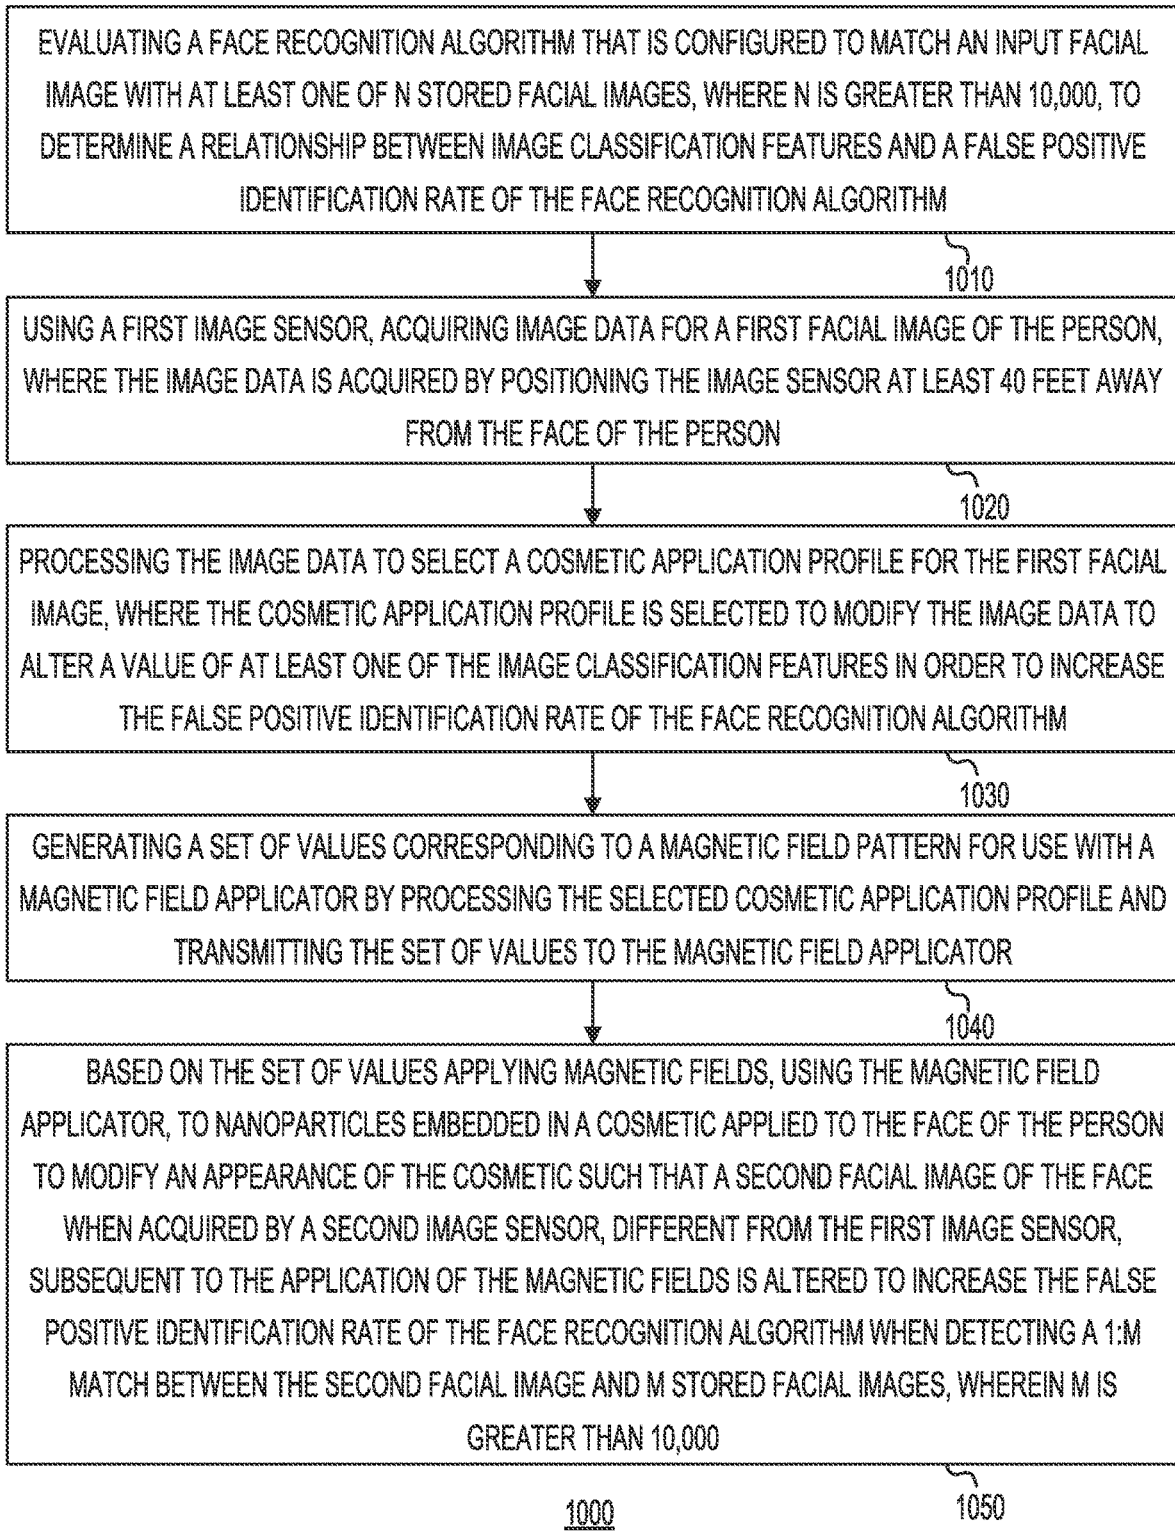 EVALUATING A FACE RECOGNITION ALGORITHM THAT IS CONFIGURED TO MATCH AN INPUT FACIAL
IMAGE WITH AT LEAST ONE OF N STORED FACIAL IMAGES, WHERE N IS GREATER THAN 10,000, TO
DETERMINE A RELATIONSHIP BETWEEN IMAGE CLASSIFICATION FEATURES AND A FALSE POSITIVE
IDENTIFICATION RATE OF THE FACE RECOGNITION ALGORITHM
1010
USING A FIRST IMAGE SENSOR, ACQUIRING IMAGE DATA FOR A FIRST FACIAL IMAGE OF THE PERSON,
WHERE THE IMAGE DATA IS ACQUIRED BY POSITIONING THE IMAGE SENSOR AT LEAST 40 FEET AWAY
FROM THE FACE OF THE PERSON
1020
PROCESSING THE IMAGE DATA TO SELECT A COSMETIC APPLICATION PROFILE FOR THE FIRST FACIAL
IMAGE, WHERE THE COSMETIC APPLICATION PROFILE IS SELECTED TO MODIFY THE IMAGE DATA TO
ALTER A VALUE OF AT LEAST ONE OF THE IMAGE CLASSIFICATION FEATURES IN ORDER TO INCREASE
THE FALSE POSITIVE IDENTIFICATION RATE OF THE FACE RECOGNITION ALGORITHM
1030
GENERATING A SET OF VALUES CORRESPONDING TO A MAGNETIC FIELD PATTERN FOR USE WITH A
MAGNETIC FIELD APPLICATOR BY PROCESSING THE SELECTED COSMETIC APPLICATION PROFILE AND
TRANSMITTING THE SET OF VALUES TO THE MAGNETIC FIELD APPLICATOR
1040
BASED ON THE SET OF VALUES APPLYING MAGNETIC FIELDS, USING THE MAGNETIC FIELD
APPLICATOR, TO NANOPARTICLES EMBEDDED IN A COSMETIC APPLIED TO THE FACE OF THE PERSON
TO MODIFY AN APPEARANCE OF THE COSMETIC SUCH THAT A SECOND FACIAL IMAGE OF THE FACE
WHEN ACQUIRED BY A SECOND IMAGE SENSOR, DIFFERENT FROM THE FIRST IMAGE SENSOR,
SUBSEQUENT TO THE APPLICATION OF THE MAGNETIC FIELDS IS ALTERED TO INCREASE THE FALSE
POSITIVE IDENTIFICATION RATE OF THE FACE RECOGNITION ALGORITHM WHEN DETECTING A 1:M
MATCH BETWEEN THE SECOND FACIAL IMAGE AND M STORED FACIAL IMAGES, WHEREIN M IS
GREATER THAN 10,000
1050
1000